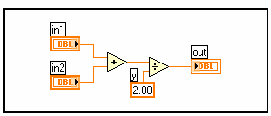 in1
DBL
in2
DBL
+
y
2.00
÷
out
DBL